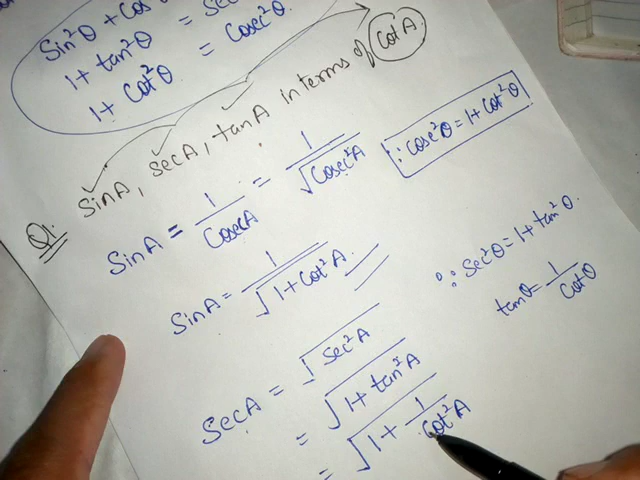 Sin²θ + Cos
1 + tan²θ = Sec
1 + Cot²θ = Cosec²θ.
Q1. SinA, secA, tanA in terms of CotA
SinA = 1/CosecA = 1/√Cosec²A
∵ Cosec²θ = 1 + Cot²θ
SinA = 1/√1 + Cot²A.
∵ sec²θ = 1 + tan²θ.
tanθ = 1/Cotθ
SecA = √Sec²A
= √1 + tan²A
= √1 + 1/Cot²A